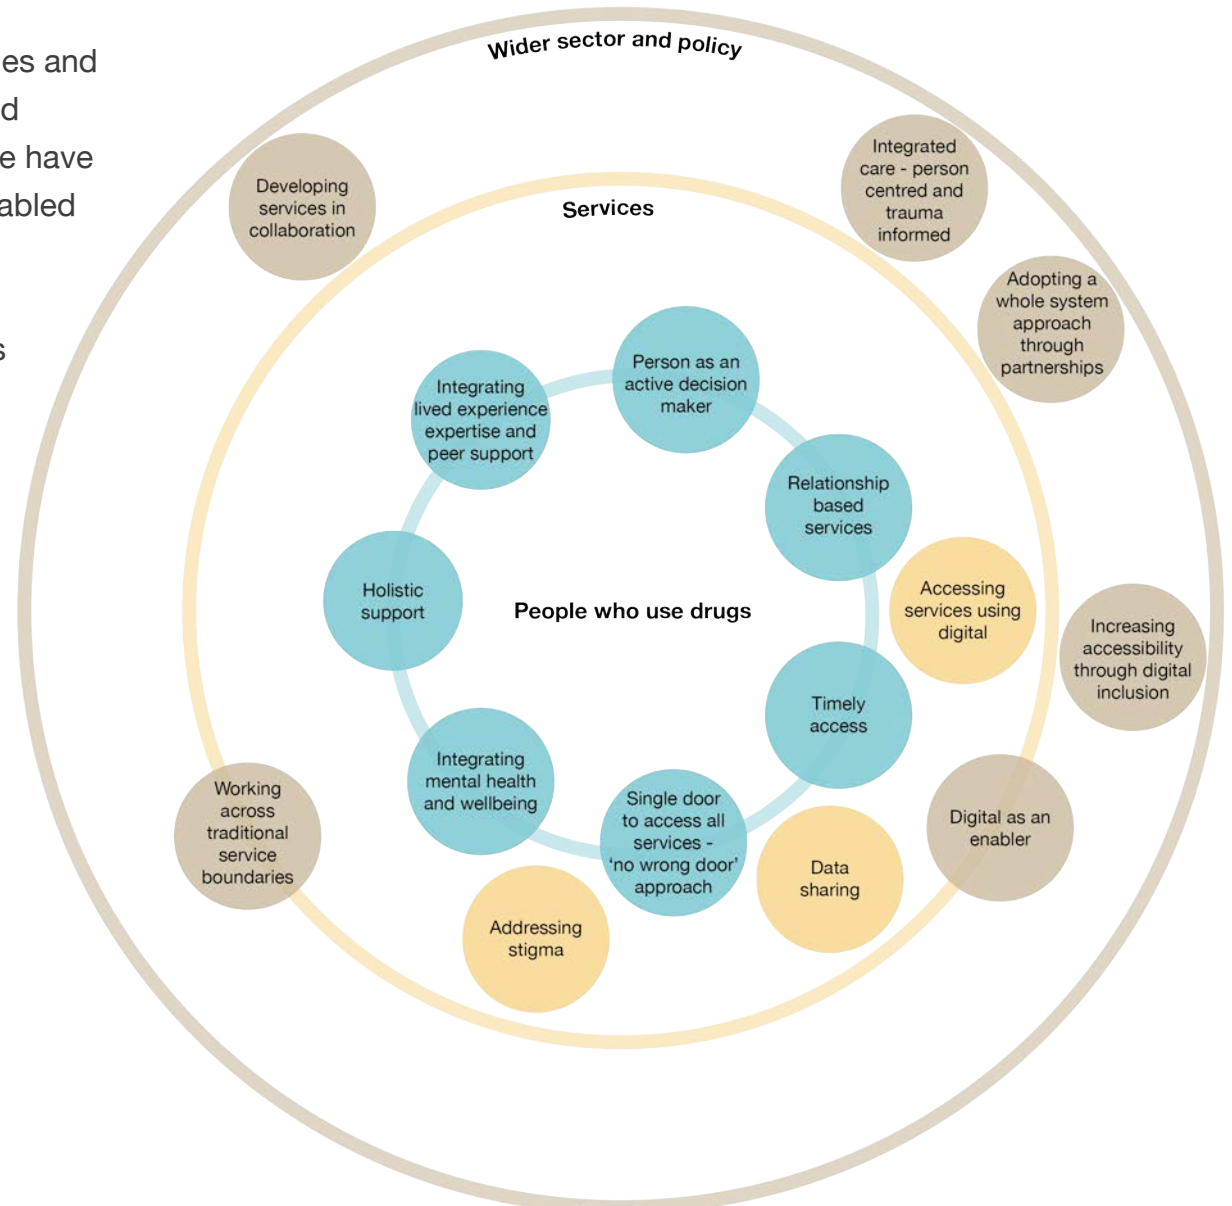 es and
d
e have
abled
s
Wider sector and policy
Developing
services in
collaboration
Integrated
care - person
centred and
trauma
informed
Adopting a
whole system
approach
through
partnerships
Services
Person as an
active decision
maker
Integrating
lived experience
expertise and
peer support
Relationship
based
services
Holistic
support
People who use drugs
Accessing
services using
digital
Increasing
accessibility
through digital
inclusion
Timely
access
Integrating
mental health
and wellbeing
Single door
to access all
services -
‘no wrong door’
approach
Working
across
traditional
service
boundaries
Digital as an
enabler
Data
sharing
Addressing
stigma